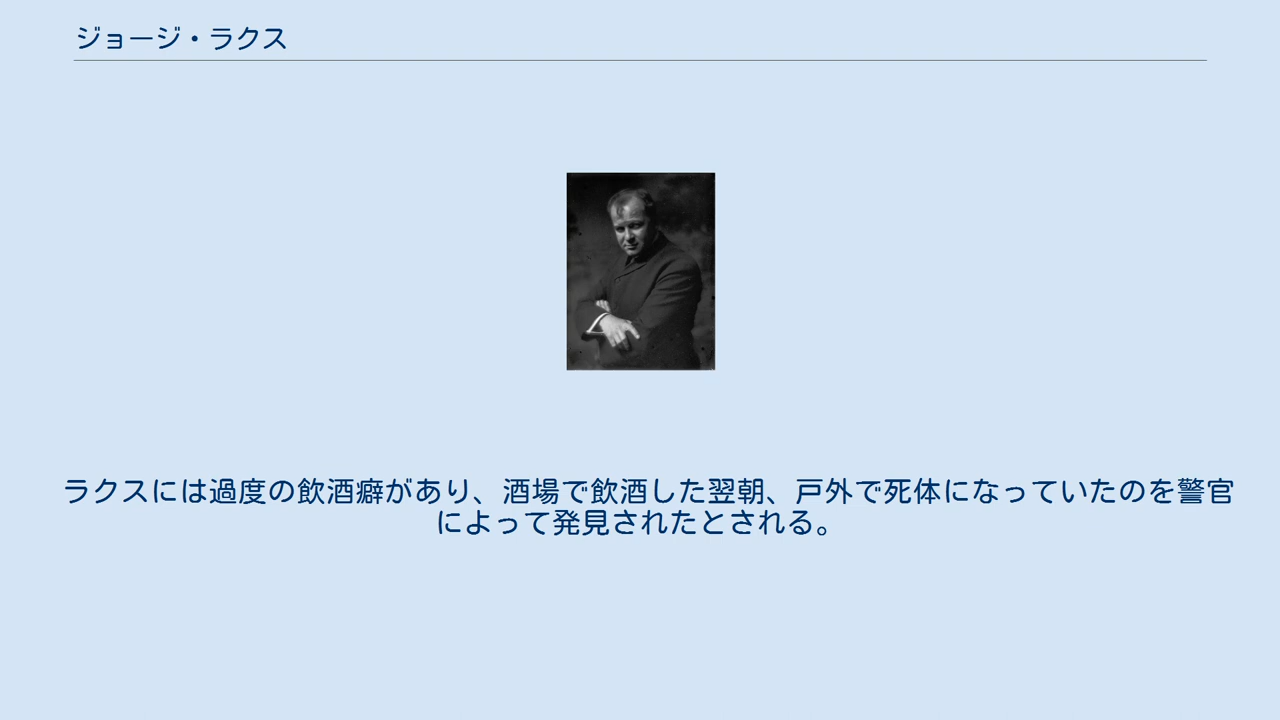 ジョージ・ラクス
ラクスには過度の飲酒癖があり、酒場で飲酒した翌朝、戸外で死体になっていたのを警官
によって発見されたとされる。